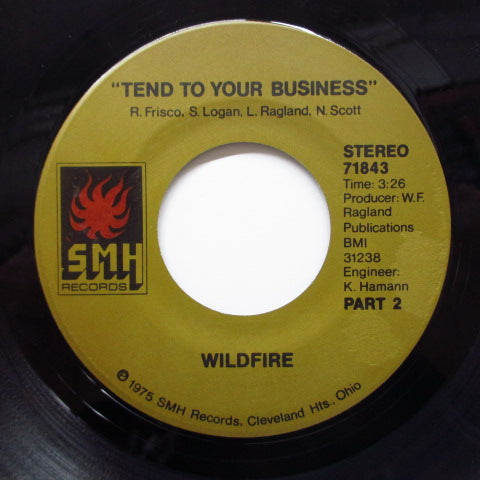 "TEND TO YOUR BUSINESS"
R. Frisco, S. Logan, L. Ragland, N. Scott
STEREO
71843
Time: 3:26
Producer: W.F.
Ragland
Publications
BMI
31238
Engineer:
K. Hamann
PART 2
SMH
RECORDS
WILDFIRE
℗ 1975 SMH Records, Cleveland Hts., Ohio